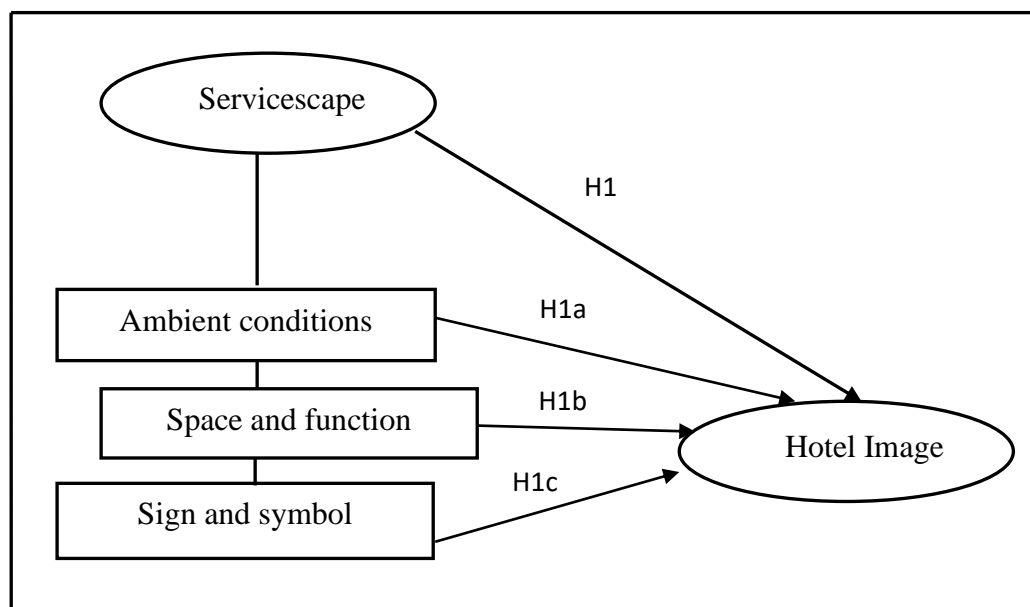 Servicescape
H1
Ambient conditions
H1a
Space and function
H1b
Hotel Image
Sign and symbol
H1c